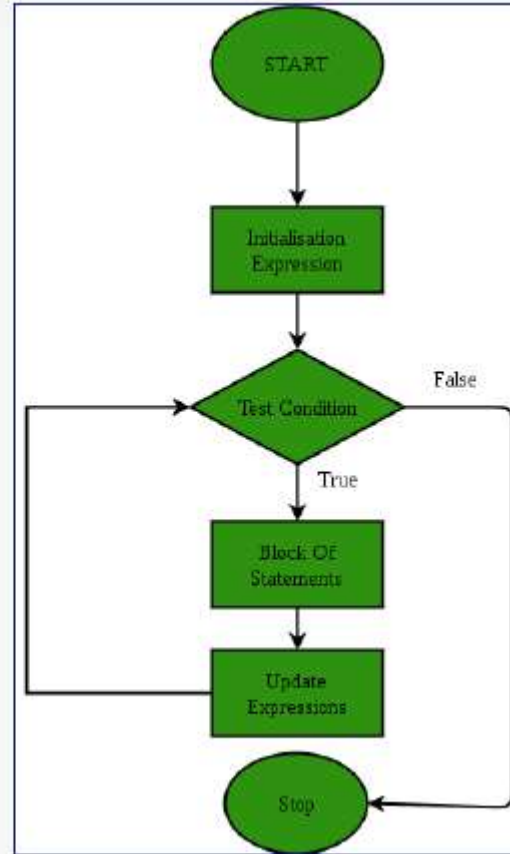 START
Initialisation
Expression
Test Condition
False
True
Block Of
Statements
Update
Expressions
Stop